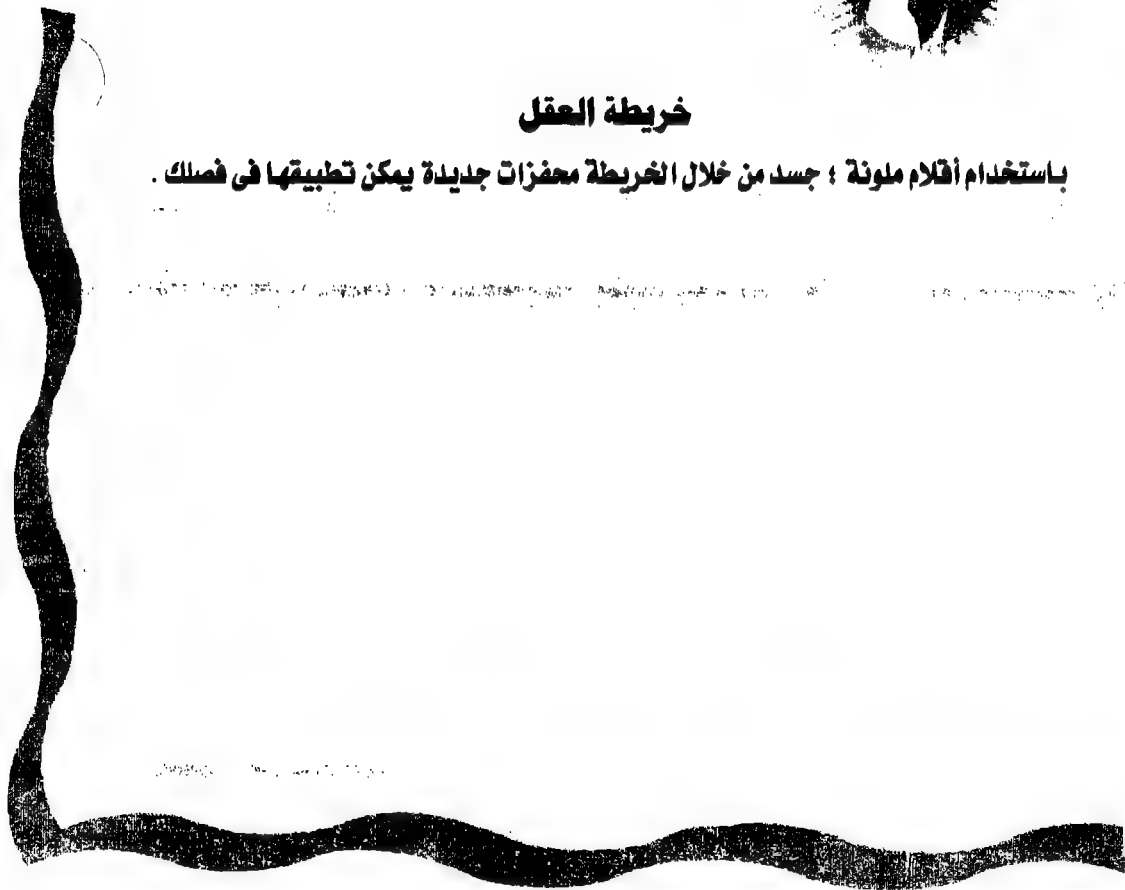 خريطة العقل
باستخدام أقلام ملونة ؛ جسد من خلال الخريطة محفزات جديدة يمكن تطبيقها فى فصلك .